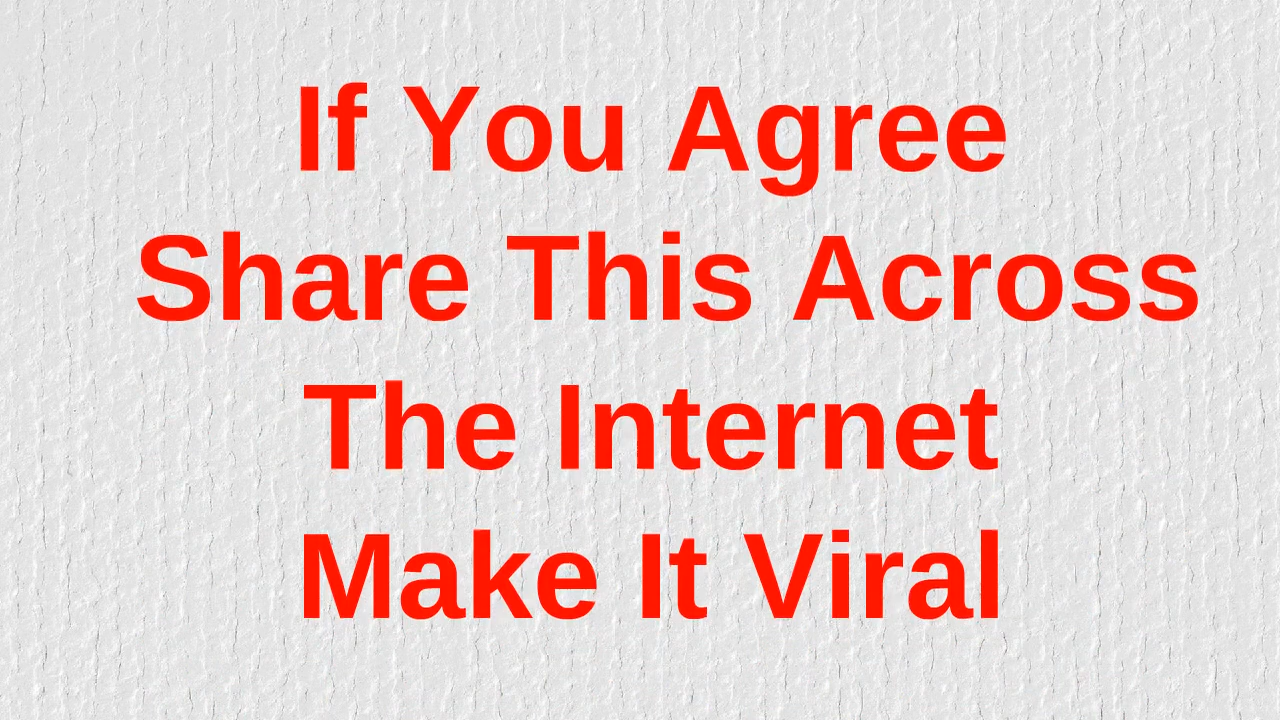 If You Agree
Share This Across
The Internet
Make It Viral